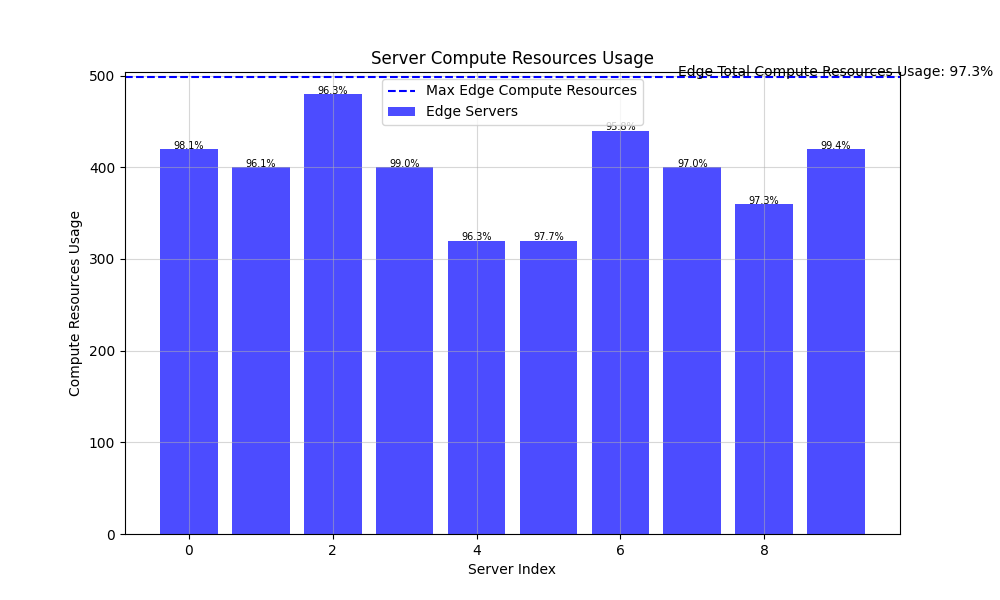 Server Compute Resources Usage
Edge Total Compute Resources Usage: 97.3%
Max Edge Compute Resources
Edge Servers
98.1%
96.1%
96.3%
99.0%
96.3%
97.7%
97.0%
97.3%
99.4%
500
400
300
200
100
0
Compute Resources Usage
0 2 4 6 8
Server Index